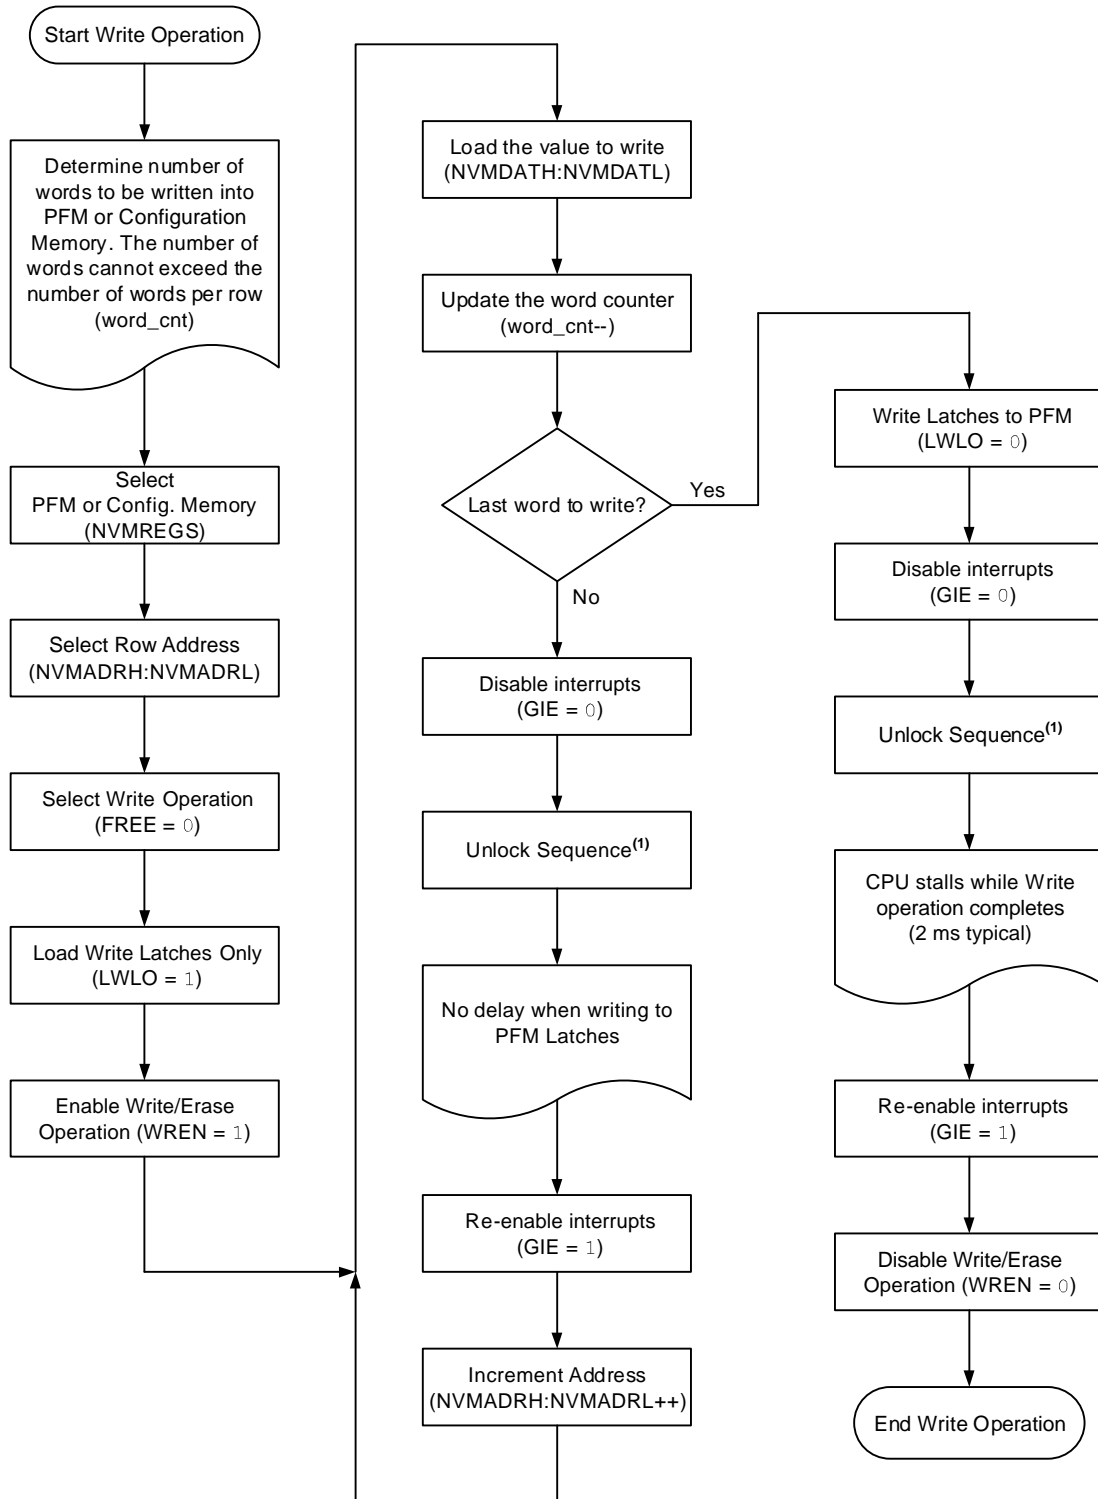 Start Write Operation
Determine number of
words to be written into
PFM or Configuration
Memory. The number of
words cannot exceed the
number of words per row
(word_cnt)
Select
PFM or Config. Memory
(NVMREGS)
Select Row Address
(NVMADRH:NVMADRL)
Select Write Operation
(FREE = 0)
Load Write Latches Only
(LWLO = 1)
Enable Write/Erase
Operation (WREN = 1)
Load the value to write
(NVMDATH:NVMDATL)
Update the word counter
(word_cnt--)
Last word to write?
Yes
No
Disable interrupts
(GIE = 0)
Unlock Sequence(1)
No delay when writing to
PFM Latches
Re-enable interrupts
(GIE = 1)
Increment Address
(NVMADRH:NVMADRL++)
Write Latches to PFM
(LWLO = 0)
Disable interrupts
(GIE = 0)
Unlock Sequence(1)
CPU stalls while Write
operation completes
(2 ms typical)
Re-enable interrupts
(GIE = 1)
Disable Write/Erase
Operation (WREN = 0)
End Write Operation